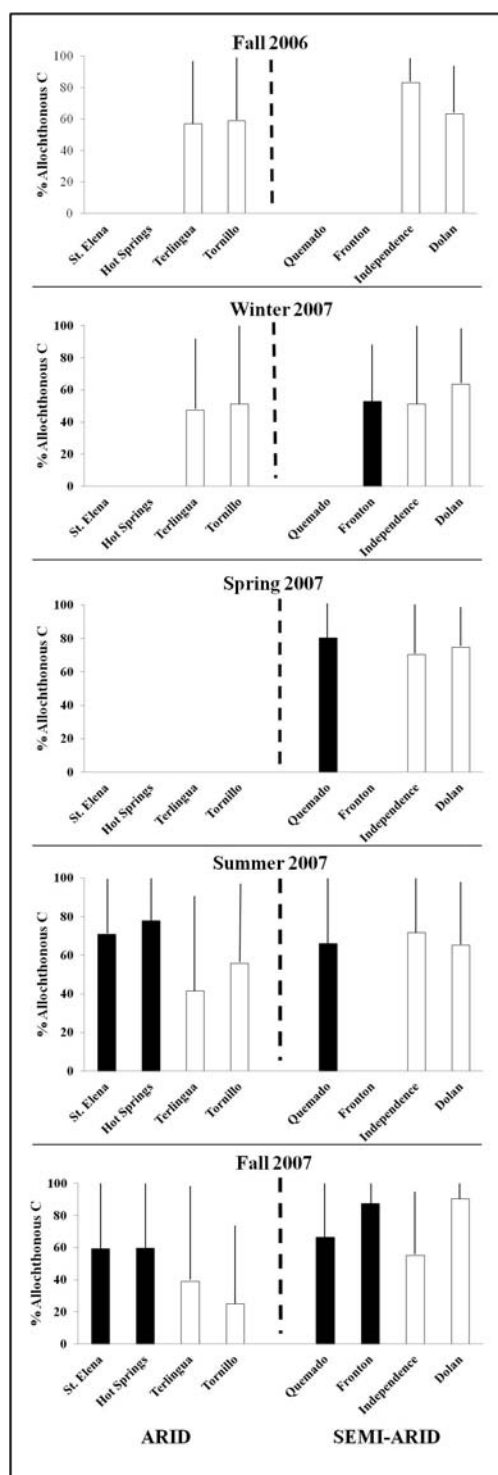 Fall 2006
% Allochthonous C
100
80
60
40
20
0
St. Elena
Hot Springs
Terlingua
Tornillo
Quemado
Fronton
Independence
Dolan
Winter 2007
% Allochthonous C
100
80
60
40
20
0
St. Elena
Hot Springs
Terlingua
Tornillo
Quemado
Fronton
Independence
Dolan
Spring 2007
% Allochthonous C
100
80
60
40
20
0
St. Elena
Hot Springs
Terlingua
Tornillo
Quemado
Fronton
Independence
Dolan
Summer 2007
% Allochthonous C
100
80
60
40
20
0
St. Elena
Hot Springs
Terlingua
Tornillo
Quemado
Fronton
Independence
Dolan
Fall 2007
% Allochthonous C
100
80
60
40
20
0
St. Elena
Hot Springs
Terlingua
Tornillo
Quemado
Fronton
Independence
Dolan
ARID
SEMI-ARID